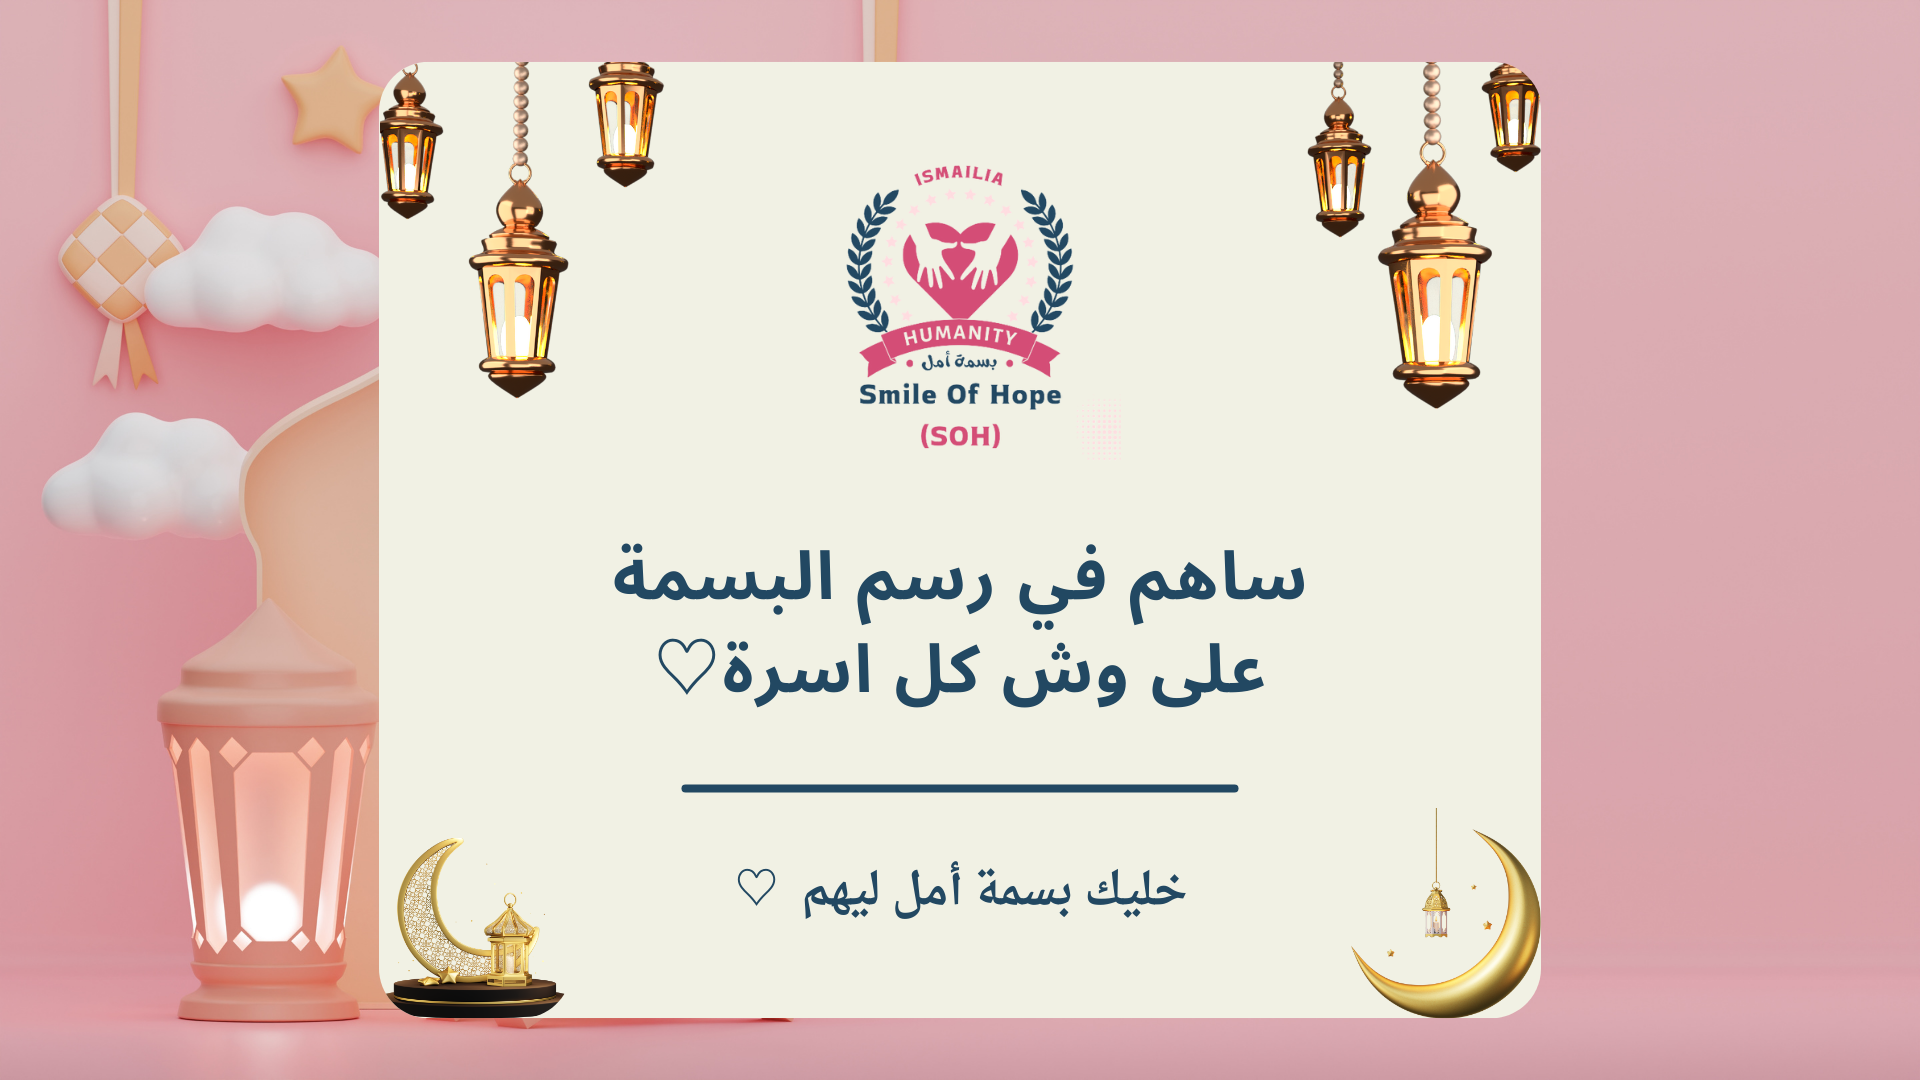 ISMAILIA
HUMANITY
بسمة أمل
Smile Of Hope
(SOH)
ساهم في رسم البسمة
على وش كل اسرة♡
خليك بسمة أمل ليهم ♡